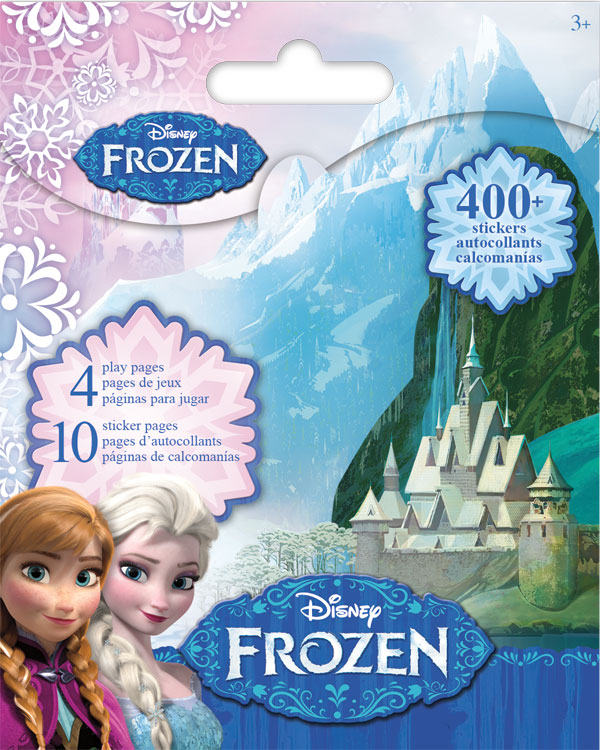 3+
Disney
FROZEN
400+
stickers
autocollants
calcomanías
4 play pages
pages de jeux
páginas para jugar
10 sticker pages
pages d'autocollants
páginas de calcomanías
Disney
FROZEN